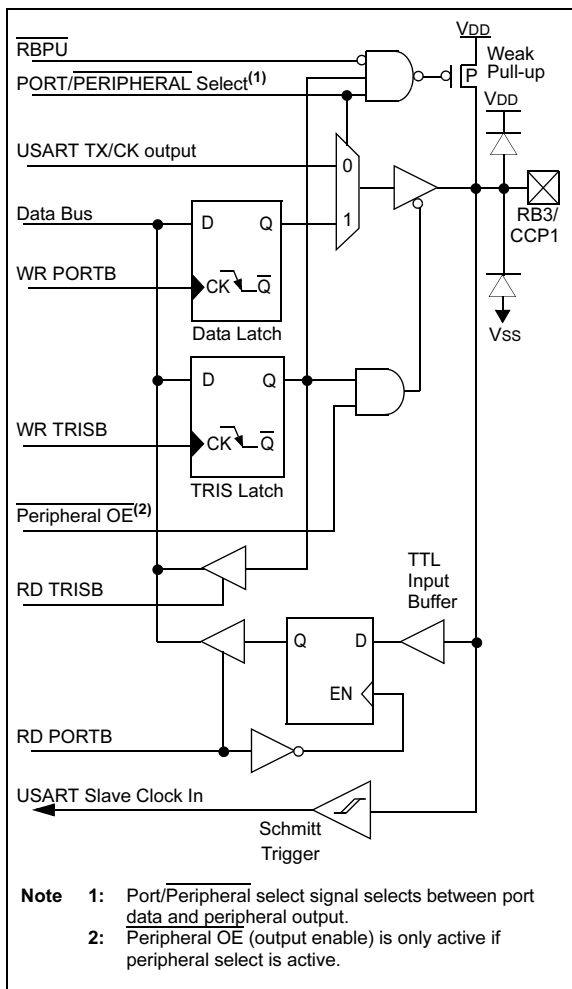 VDD
RBPU
Weak
Pull-up
P
PORT/PERIPHERAL Select(1)
VDD
USART TX/CK output
0
Data Bus
D Q
1
RB3/
CCP1
WR PORTB
CK Q
VSS
Data Latch
D Q
WR TRISB
CK Q
TRIS Latch
Peripheral OE(2)
TTL
Input
Buffer
RD TRISB
Q D
EN
RD PORTB
USART Slave Clock In
Schmitt
Trigger
Note 1: Port/Peripheral select signal selects between port
data and peripheral output.
2: Peripheral OE (output enable) is only active if
peripheral select is active.